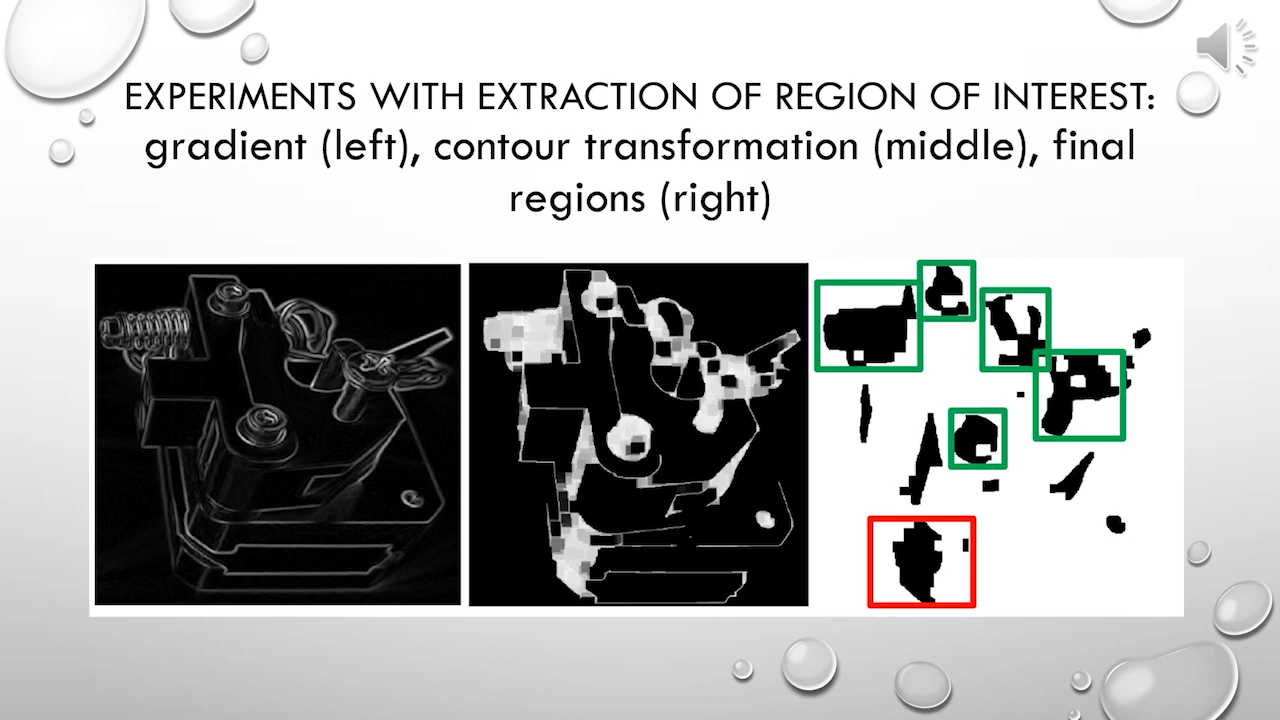 EXPERIMENTS WITH EXTRACTION OF REGION OF INTEREST:
gradient (left), contour transformation (middle), final
regions (right)